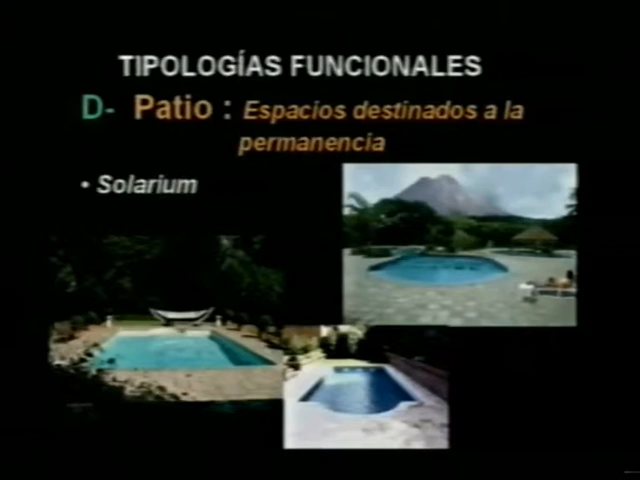 TIPOLOGÍAS FUNCIONALES
D- Patio : Espacios destinados a la
permanencia
• Solarium